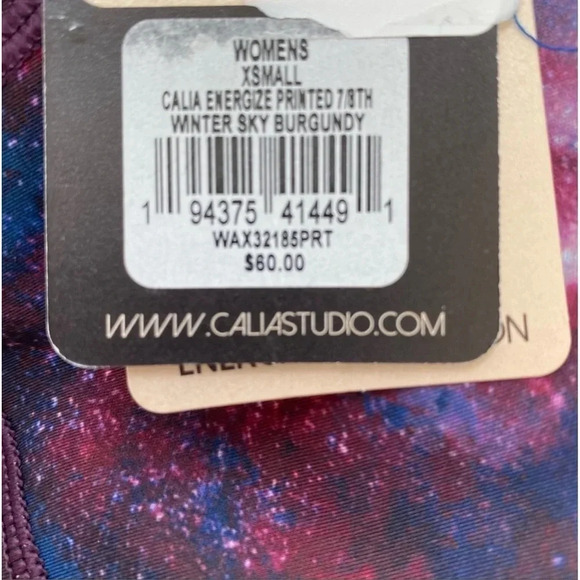 WOMENS
XSMALL
CALIA ENERGIZE PRINTED 7/8TH
WINTER SKY BURGUNDY
1 94375 41449 1
WAX32185PRT
$60.00
WWW.CALIASTUDIO.COM